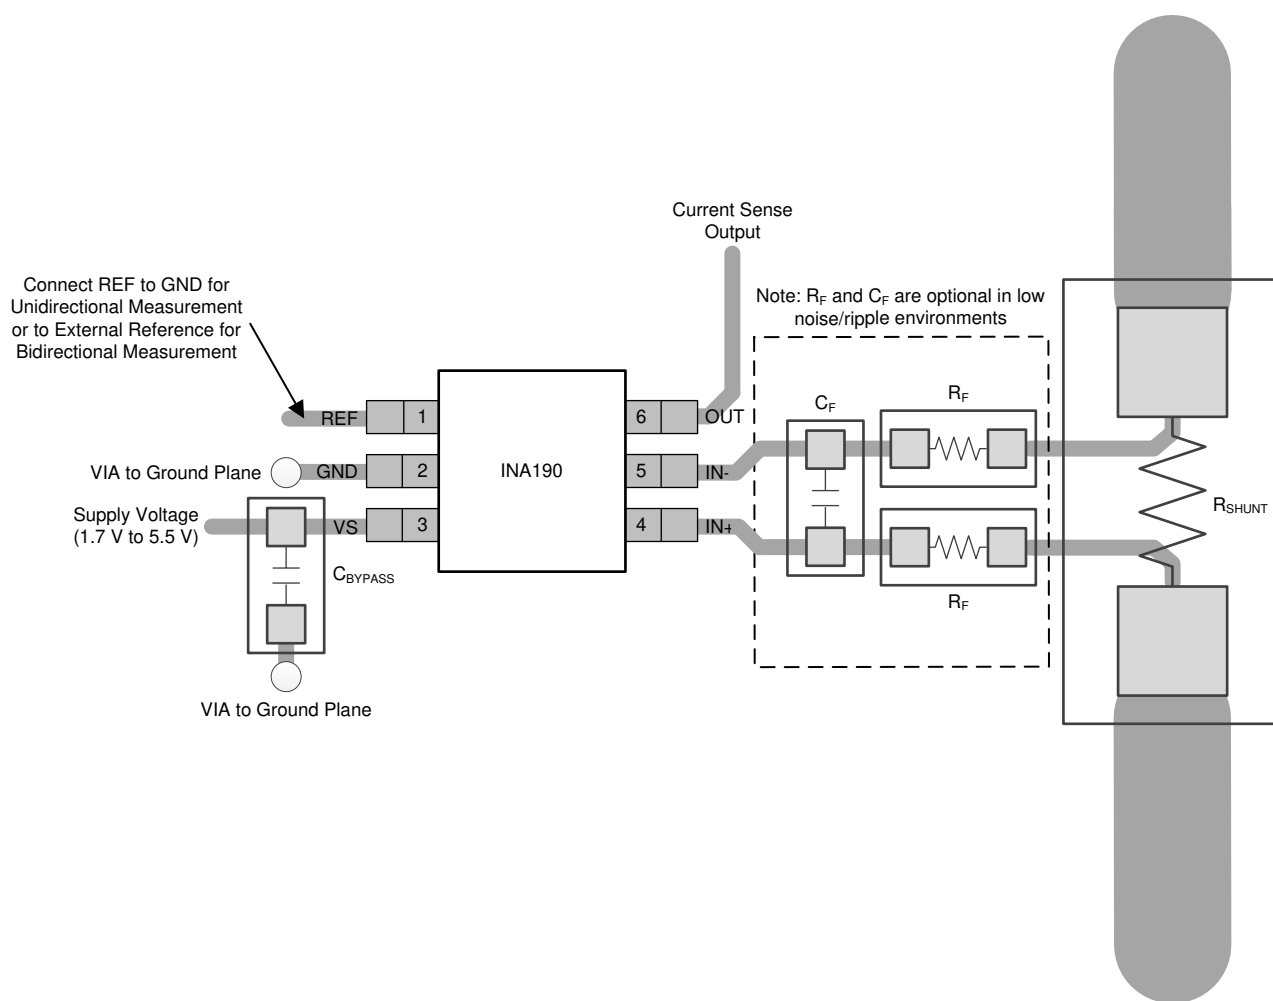 Current Sense
Output
Connect REF to GND for
Unidirectional Measurement
or to External Reference for
Bidirectional Measurement
Note: RF and CF are optional in low
noise/ripple environments
REF
1
6
OUT
CF
RF
VIA to Ground Plane
GND
2
INA190
5
IN-
RSHUNT
Supply Voltage
(1.7 V to 5.5 V)
VS
3
4
IN+
CBYPASS
RF
VIA to Ground Plane